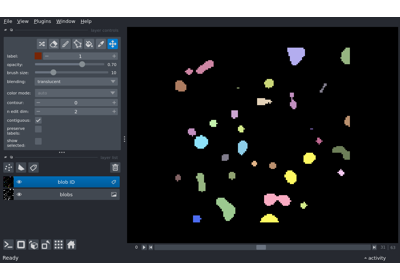 File View Plugins Window Help
label: 1
opacity: 0.70
brush size: 10
blending: translucent
color mode:
contour: 0
n edit dim: 2
contiguous:
preserve labels:
show selected:
blob ID
blobs
Ready
activity